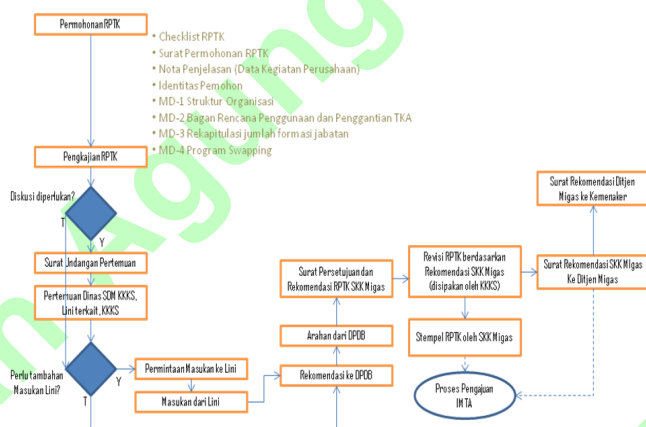 Permohonan RPTK
• Checklist RPTK
• Surat Permohonan RPTK
• Nota Penjelasan (Data Kegiatan Perusahaan)
• Identitas Pemohon
• MD-1 Struktur Organisasi
• MD-2 Bagan Rencana Penggunaan dan Penggantian TKA
• MD-3 Rekapitulasi jumlah formasi jabatan
• MD-4 Program Swapping
Pengkajian RPTK
Diskusi diperlukan?
T
Y
Surat Undangan Pertemuan
Pertemuan Dinas SDM KKKS,
Lini terkait, KKKS
Perlu tambahan
Masukan Lini?
Y
T
Permintaan Masukan ke Lini
Masukan dari Lini
Rekomendasi ke DPDB
Arahan dari DPDB
Surat Persetujuan dan
Rekomendasi RPTK SKK Migas
Revisi RPTK berdasarkan
Rekomendasi SKK Migas
(disipakan oleh KKKS)
Stempel RPTK oleh SKK Migas
Proses Pengajuan
IMTA
Surat Rekomendasi SKK MIgas
Ke Ditjen Migas
Surat Rekomendasi Ditjen
Migas ke Kemenaker
Agung